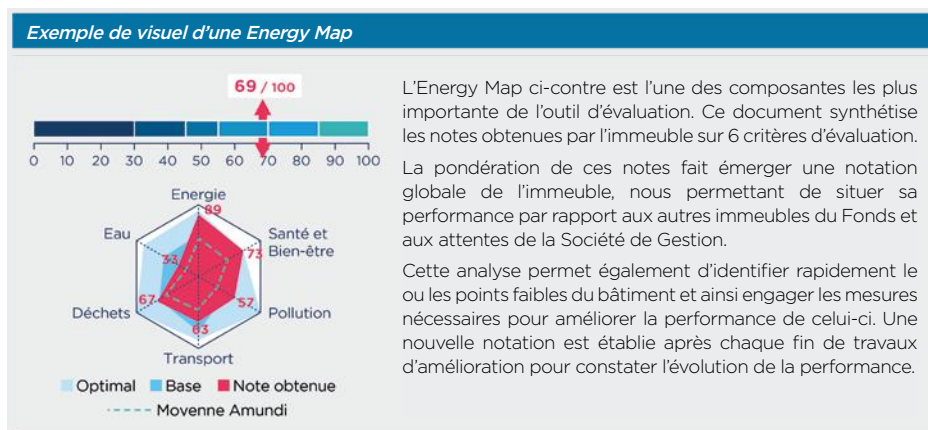 Exemple de visuel d'une Energy Map
69 / 100
0 10 20 30 40 50 60 70 80 90 100
Energie
89
Eau
Santé et
Bien-être
33
73
67
57
Déchets
Pollution
63
Transport
Optimal Base Note obtenue
Movenne Amundi
L'Energy Map ci-contre est l'une des composantes les plus
importante de l'outil d'évaluation. Ce document synthétise
les notes obtenues par l'immeuble sur 6 critères d'évaluation.
La pondération de ces notes fait émerger une notation
globale de l'immeuble, nous permettant de situer sa
performance par rapport aux autres immeubles du Fonds et
aux attentes de la Société de Gestion.
Cette analyse permet également d'identifier rapidement le
ou les points faibles du bâtiment et ainsi engager les mesures
nécessaires pour améliorer la performance de celui-ci. Une
nouvelle notation est établie après chaque fin de travaux
d'amélioration pour constater l'évolution de la performance.